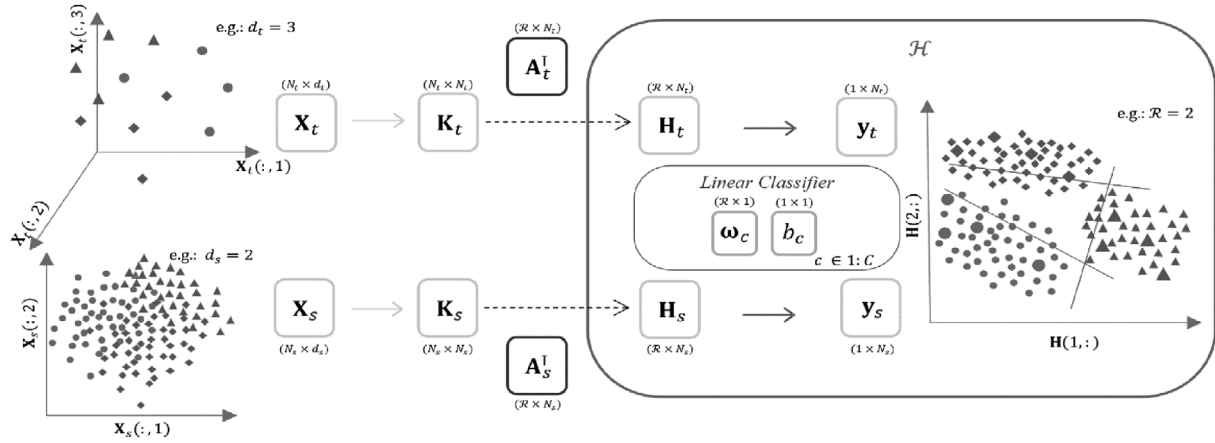 e.g.: d_t = 3
X_t(:,3)
X_t(:,1)
X_t(:,2)
(N_t × d_t)
X_t
(N_t × N_t)
K_t
(ℛ × N_t)
A_t^⊺
ℋ
(ℛ × N_t)
H_t
(1 × N_t)
y_t
e.g.: ℛ = 2
H(2,:)
H(1,:)
Linear Classifier
(ℛ × 1)
(1 × 1)
ω_c
b_c
c ∈ 1: C
e.g.: d_s = 2
X_s(:,2)
X_s(:,1)
X_s
(N_s × d_s)
K_s
(N_s × N_s)
A_s^⊺
(ℛ × N_s)
H_s
(ℛ × N_s)
y_s
(1 × N_s)